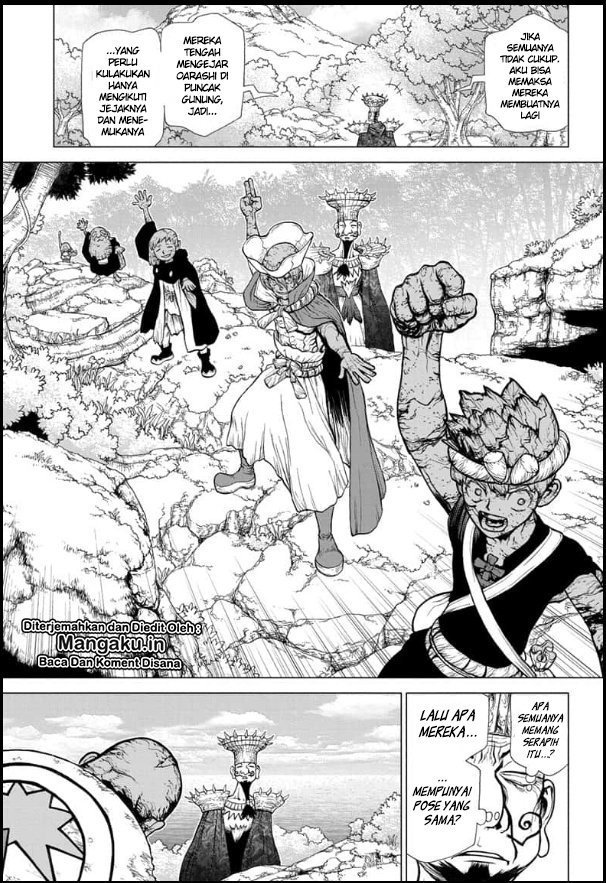 JIKA
SEMUANYA
TIDAK CUKUP.
AKU BISA
MEMAKSA
MEREKA
MEMBUATNYA
LAGI
MEREKA
TENGAH
MENGEJAR
OARASHI DI
PUNCAK
GUNUNG,
JADI...
...YANG
PERLU
KULAKUKAN
HANYA
MENGIKUTI
JEJAKNYA
DAN MENE-
MUKANYA
Diterjemahkan dan Diedit Oleh :
Mangaku.in
Baca Dan Koment Disana
APA
SEMUANYA
MEMANG
SERAPIH
ITU...?
LALU APA
MEREKA...
...
MEMPUNYAI
POSE YANG
SAMA?